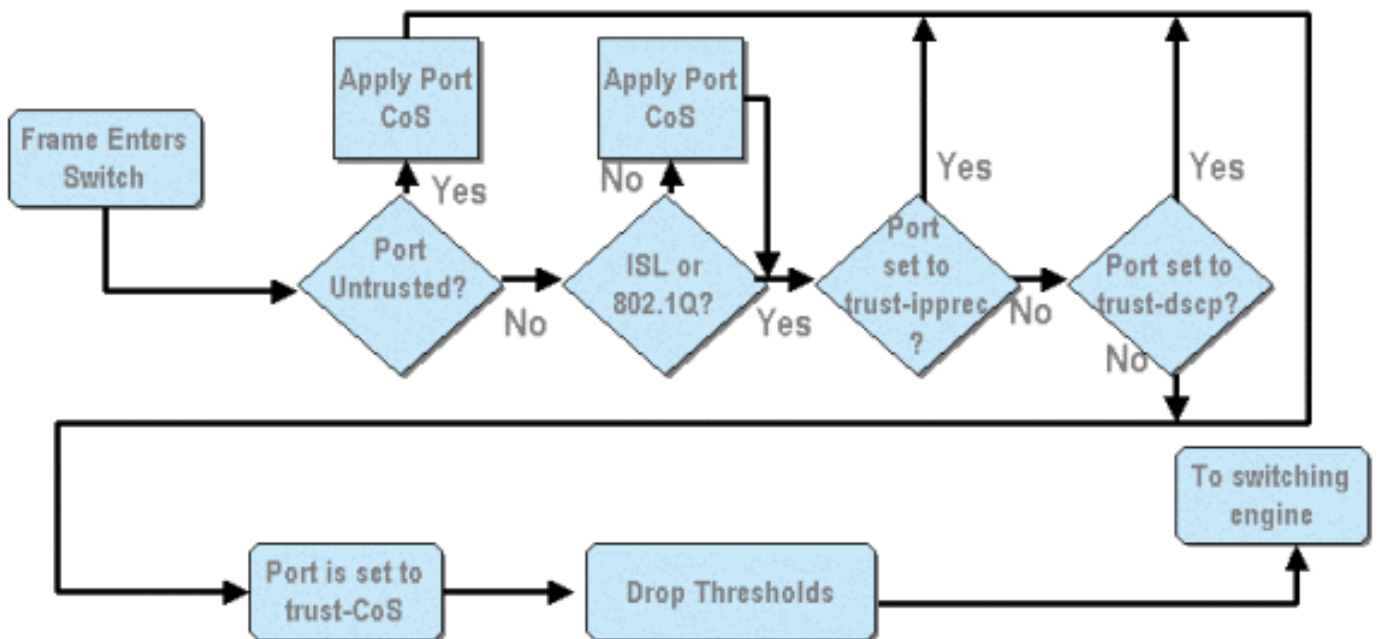 Frame Enters
Switch
Apply Port
CoS
Yes
Port
Untrusted?
No
Apply Port
CoS
No
ISL or
802.1Q?
Yes
Yes
Port
set to
trust-ipprec
?
No
Yes
Port set to
trust-dscp?
No
Port is set to
trust-CoS
Drop Thresholds
To switching
engine